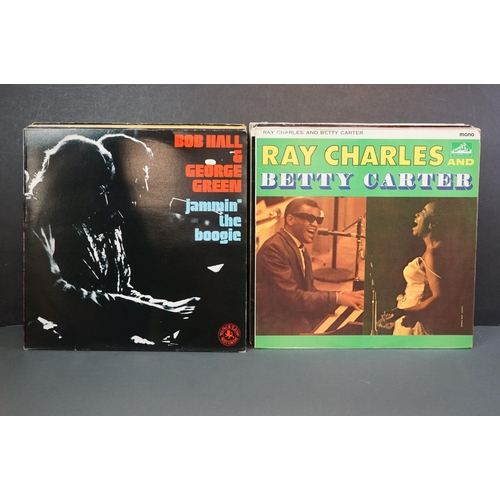 BOB HALL
&
GEORGE
GREEN
jammin'
the
boogie
RAY CHARLES AND BETTY CARTER
mono
RAY CHARLES AND
BETTY CARTER